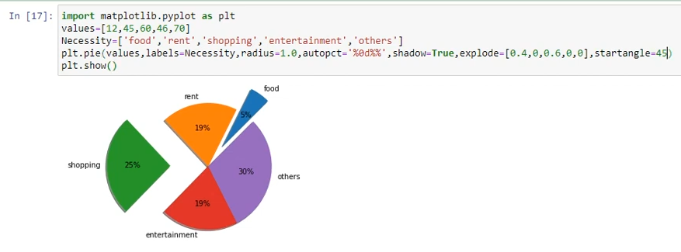 In [17]: import matplotlib.pyplot as plt
values=[12,45,60,46,70]
Necessity=['food','rent','shopping','entertainment','others']
plt.pie(values,labels=Necessity,radius=1.0,autopct='%0d%%',shadow=True,explode=[0.4,0,0.6,0,0],startangle=45)
plt.show()
food
rent
5%
19%
shopping
25%
30%
others
19%
entertainment